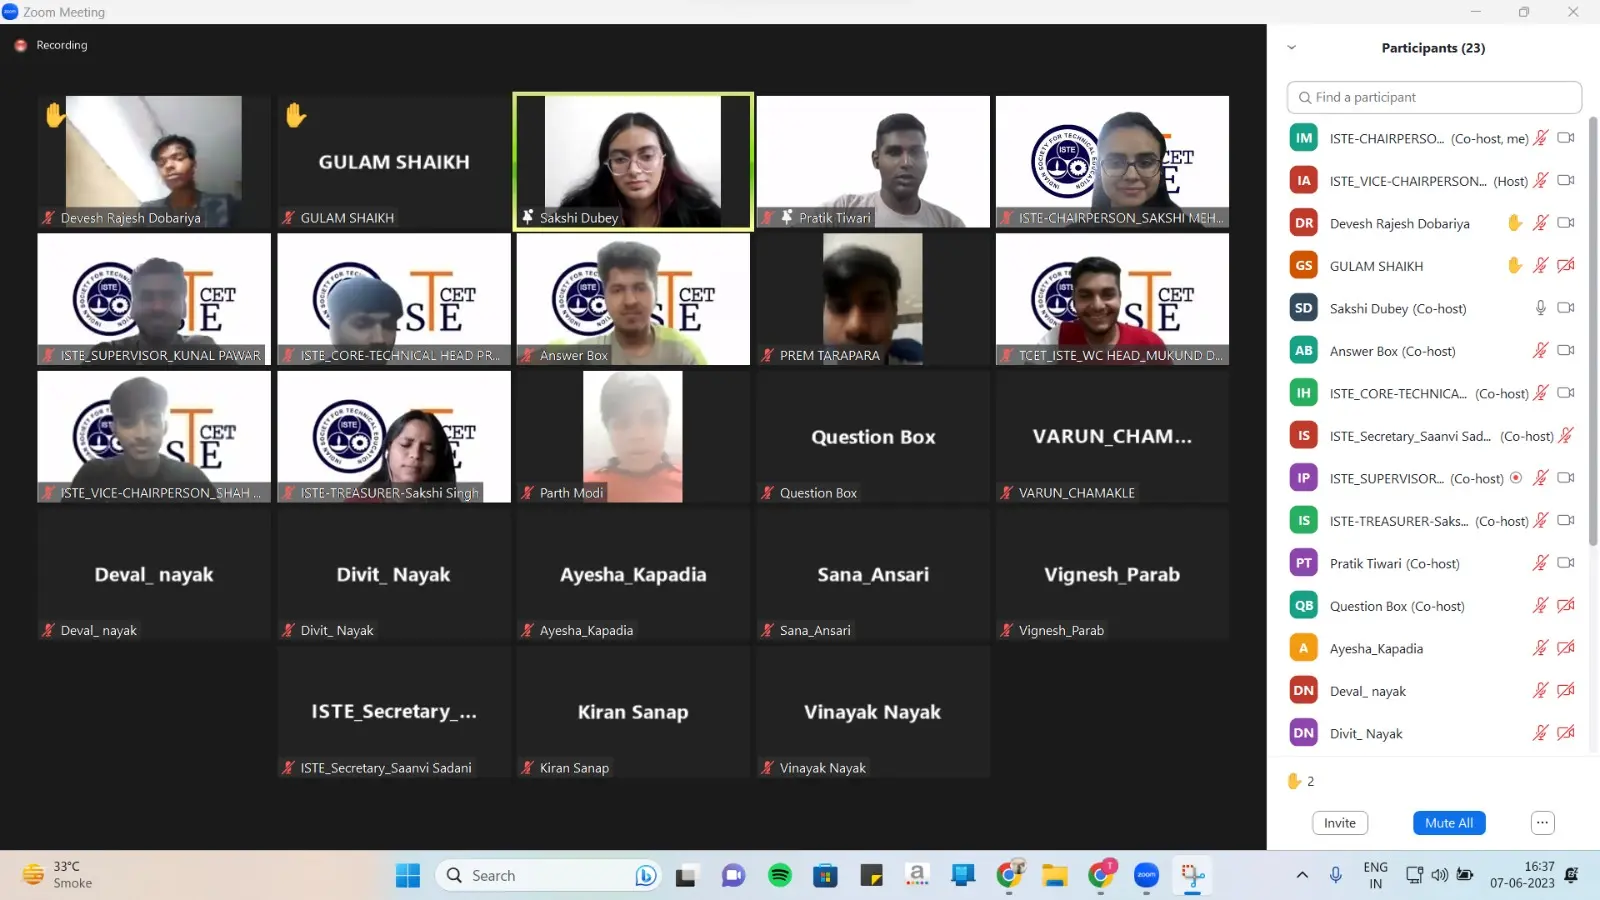 Zoom Meeting
Recording
GULAM SHAIKH
Devesh Rajesh Dobariya
GULAM SHAIKH
Sakshi Dubey
Pratik Tiwari
ISTE-CHAIRPERSON_SAKSHI MEH...
ISTE_SUPERVISOR_KUNAL PAWAR
ISTE_CORE-TECHNICAL HEAD PR...
Answer Box
PREM TARAPARA
TCET_ISTE_WC HEAD_MUKUND D...
Question Box
VARUN_CHAM...
ISTE_VICE-CHAIRPERSON_SHAH ...
ISTE-TREASURER-Sakshi Singh
Parth Modi
Question Box
VARUN_CHAMAKLE
Deval_ nayak
Divit_ Nayak
Ayesha_Kapadia
Sana_Ansari
Vignesh_Parab
Deval_ nayak
Divit_ Nayak
Ayesha_Kapadia
Sana_Ansari
Vignesh_Parab
ISTE_Secretary_...
Kiran Sanap
Vinayak Nayak
ISTE_Secretary_Saanvi Sadani
Kiran Sanap
Vinayak Nayak
Participants (23)
Find a participant
IM ISTE-CHAIRPERSO... (Co-host, me)
IA ISTE_VICE-CHAIRPERSON... (Host)
DR Devesh Rajesh Dobariya
GS GULAM SHAIKH
SD Sakshi Dubey (Co-host)
AB Answer Box (Co-host)
IH ISTE_CORE-TECHNICA... (Co-host)
IS ISTE_Secretary_Saanvi Sad... (Co-host)
IP ISTE_SUPERVISOR... (Co-host)
IS ISTE-TREASURER-Saks... (Co-host)
PT Pratik Tiwari (Co-host)
QB Question Box (Co-host)
A Ayesha_Kapadia
DN Deval_ nayak
DN Divit_ Nayak
2
Invite
Mute All
33°C
Smoke
Search
zoom
ENG
IN
16:37
07-06-2023